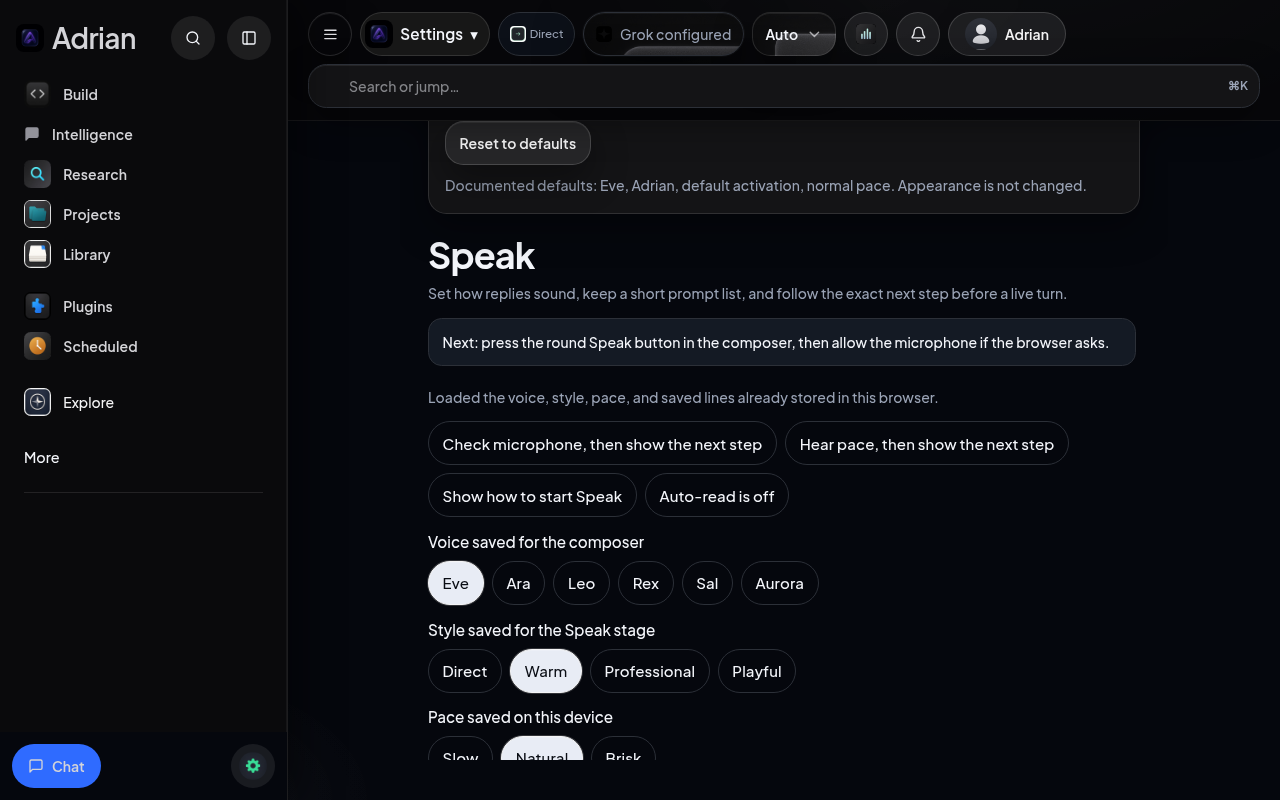 Adrian
Build
Intelligence
Research
Projects
Library
Plugins
Scheduled
Explore
More
Chat
Settings ▾
Direct
Grok configured
Auto
Adrian
Search or jump…
⌘K
Reset to defaults
Documented defaults: Eve, Adrian, default activation, normal pace. Appearance is not changed.
Speak
Set how replies sound, keep a short prompt list, and follow the exact next step before a live turn.
Next: press the round Speak button in the composer, then allow the microphone if the browser asks.
Loaded the voice, style, pace, and saved lines already stored in this browser.
Check microphone, then show the next step
Hear pace, then show the next step
Show how to start Speak
Auto-read is off
Voice saved for the composer
Eve
Ara
Leo
Rex
Sal
Aurora
Style saved for the Speak stage
Direct
Warm
Professional
Playful
Pace saved on this device
Slow
Natural
Brisk